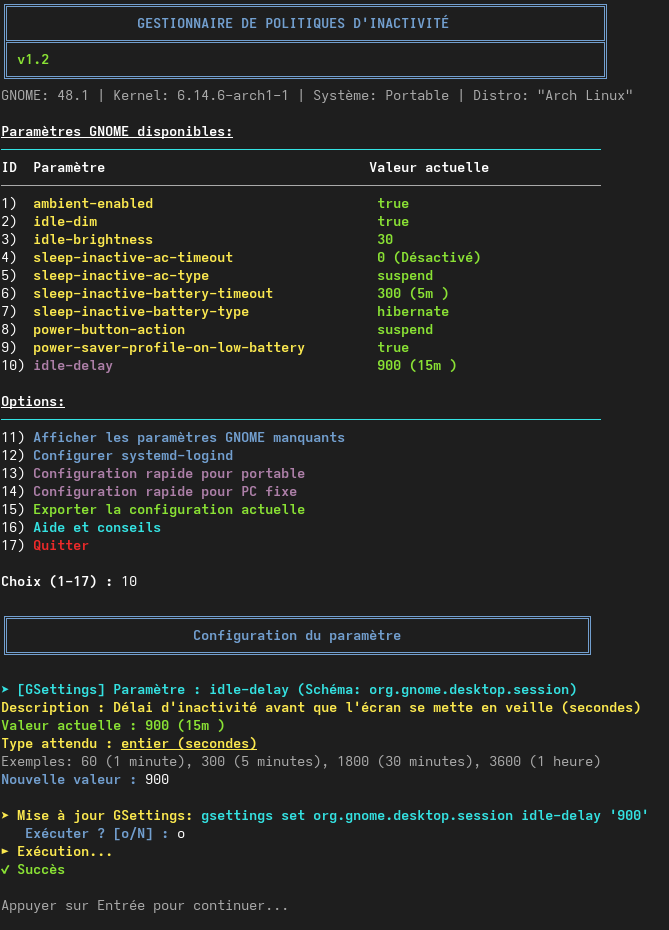 GESTIONNAIRE DE POLITIQUES D'INACTIVITÉ
v1.2
GNOME: 48.1 | Kernel: 6.14.6-arch1-1 | Système: Portable | Distro: "Arch Linux"
Paramètres GNOME disponibles:
ID  Paramètre                                 Valeur actuelle
1)  ambient-enabled                            true
2)  idle-dim                                   true
3)  idle-brightness                            30
4)  sleep-inactive-ac-timeout                  0 (Désactivé)
5)  sleep-inactive-ac-type                     suspend
6)  sleep-inactive-battery-timeout             300 (5m )
7)  sleep-inactive-battery-type                hibernate
8)  power-button-action                        suspend
9)  power-saver-profile-on-low-battery         true
10) idle-delay                                 900 (15m )
Options:
11) Afficher les paramètres GNOME manquants
12) Configurer systemd-logind
13) Configuration rapide pour portable
14) Configuration rapide pour PC fixe
15) Exporter la configuration actuelle
16) Aide et conseils
17) Quitter
Choix (1-17) : 10
Configuration du paramètre
➤ [GSettings] Paramètre : idle-delay (Schéma: org.gnome.desktop.session)
Description : Délai d'inactivité avant que l'écran se mette en veille (secondes)
Valeur actuelle : 900 (15m )
Type attendu : entier (secondes)
Exemples: 60 (1 minute), 300 (5 minutes), 1800 (30 minutes), 3600 (1 heure)
Nouvelle valeur : 900
➤ Mise à jour GSettings: gsettings set org.gnome.desktop.session idle-delay '900'
Exécuter ? [o/N] : o
► Exécution...
✓ Succès
Appuyer sur Entrée pour continuer...